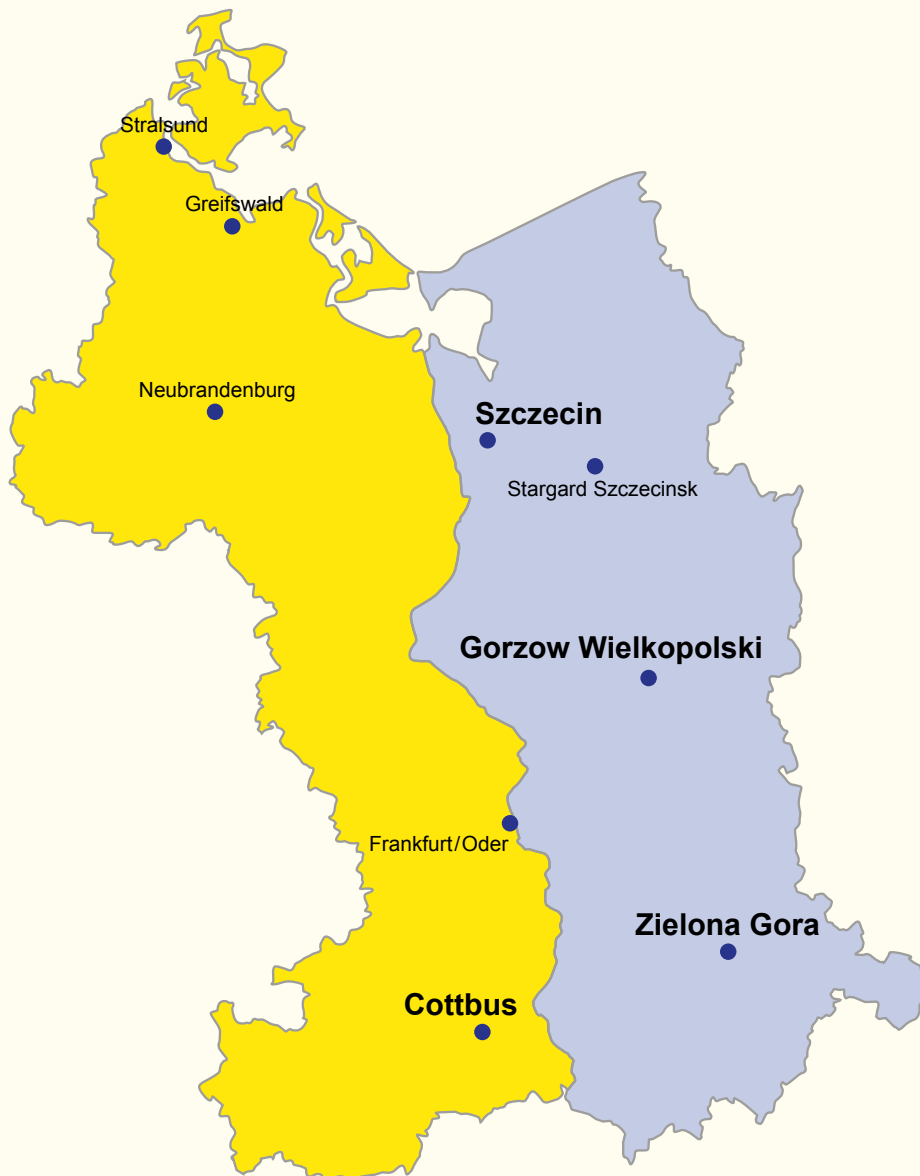 Stralsund
Greifswald
Neubrandenburg
Szczecin
Stargard Szczecinsk
Gorzow Wielkopolski
Frankfurt/Oder
Zielona Gora
Cottbus